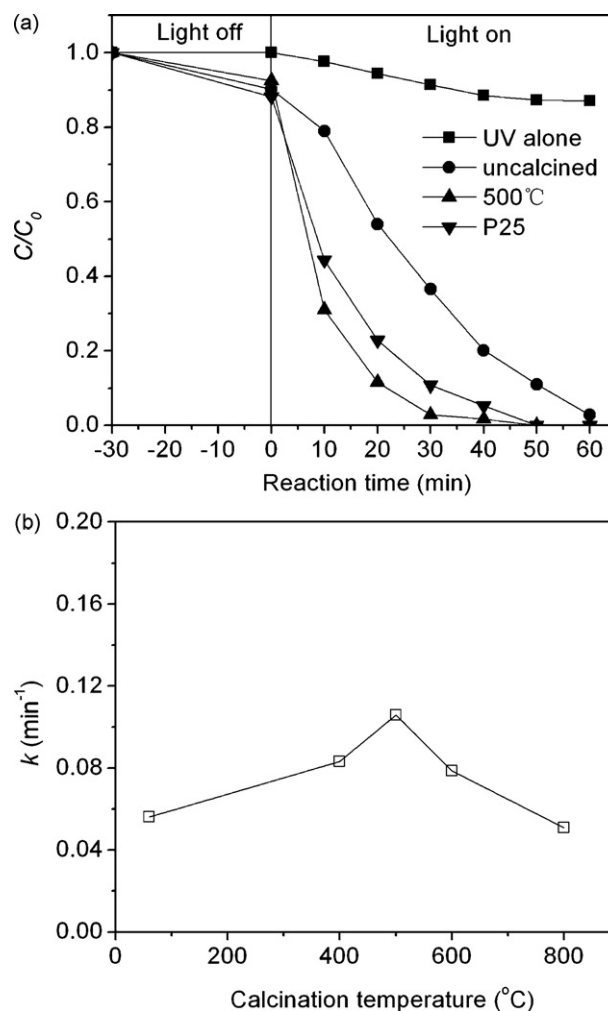 (a)
Light off Light on
1.0
0.8
0.6
0.4
0.2
0.0
C/C0
UV alone
uncalcined
500℃
P25
-30 -20 -10 0 10 20 30 40 50 60
Reaction time (min)
(b)
0.20
0.16
0.12
0.08
0.04
0.00
k (min-1)
0 200 400 600 800
Calcination temperature (oC)